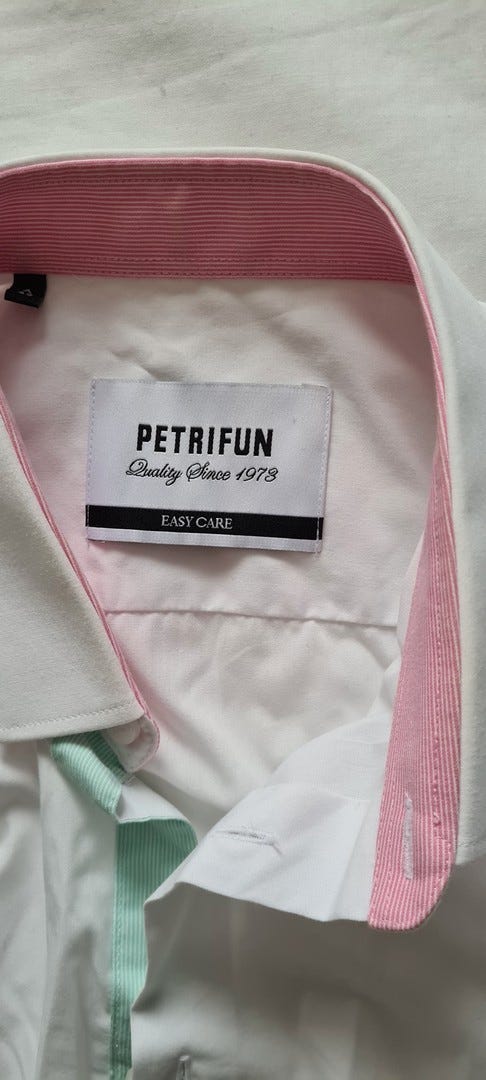 PETRIFUN
Quality Since 1973
EASY CARE